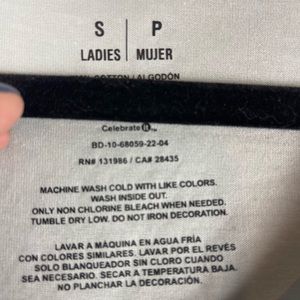 S | P
LADIES | MUJER
COTTON / ALGODÓN
Celebrate it™
BD-10-68059-22-04
RN# 131986 / CA# 28435
MACHINE WASH COLD WITH LIKE COLORS.
WASH INSIDE OUT.
ONLY NON CHLORINE BLEACH WHEN NEEDED.
TUMBLE DRY LOW. DO NOT IRON DECORATION.
LAVAR A MÁQUINA EN AGUA FRÍA
CON COLORES SIMILARES. LAVAR POR EL REVÉS
SOLO BLANQUEADOR SIN CLORO CUANDO
SEA NECESARIO. SECAR A TEMPERATURA BAJA.
NO PLANCHAR LA DECORACIÓN.